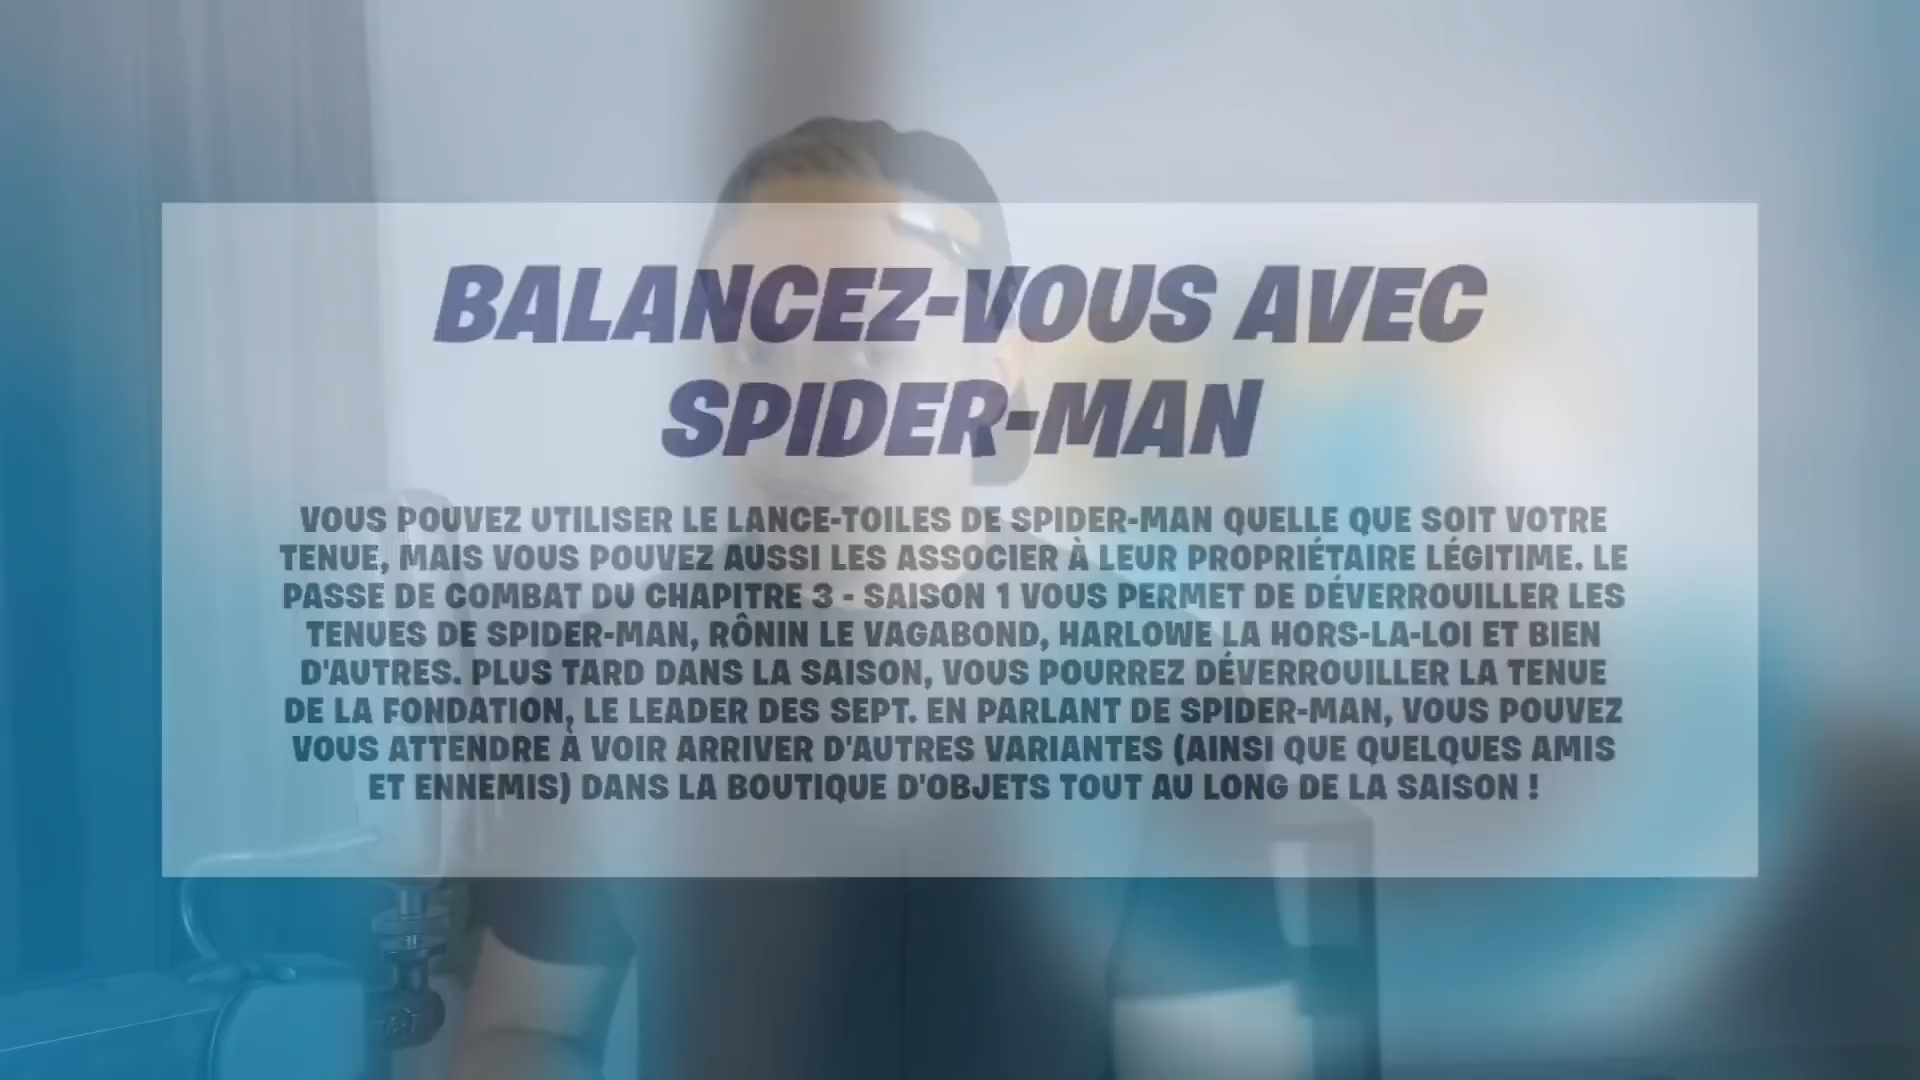 BALANCEZ-VOUS AVEC
SPIDER-MAN
VOUS POUVEZ UTILISER LE LANCE-TOILES DE SPIDER-MAN QUELLE QUE SOIT VOTRE
TENUE, MAIS VOUS POUVEZ AUSSI LES ASSOCIER À LEUR PROPRIÉTAIRE LÉGITIME. LE
PASSE DE COMBAT DU CHAPITRE 3 - SAISON 1 VOUS PERMET DE DÉVERROUILLER LES
TENUES DE SPIDER-MAN, RÔNIN LE VAGABOND, HARLOWE LA HORS-LA-LOI ET BIEN
D'AUTRES. PLUS TARD DANS LA SAISON, VOUS POURREZ DÉVERROUILLER LA TENUE
DE LA FONDATION, LE LEADER DES SEPT. EN PARLANT DE SPIDER-MAN, VOUS POUVEZ
VOUS ATTENDRE À VOIR ARRIVER D'AUTRES VARIANTES (AINSI QUE QUELQUES AMIS
ET ENNEMIS) DANS LA BOUTIQUE D'OBJETS TOUT AU LONG DE LA SAISON !